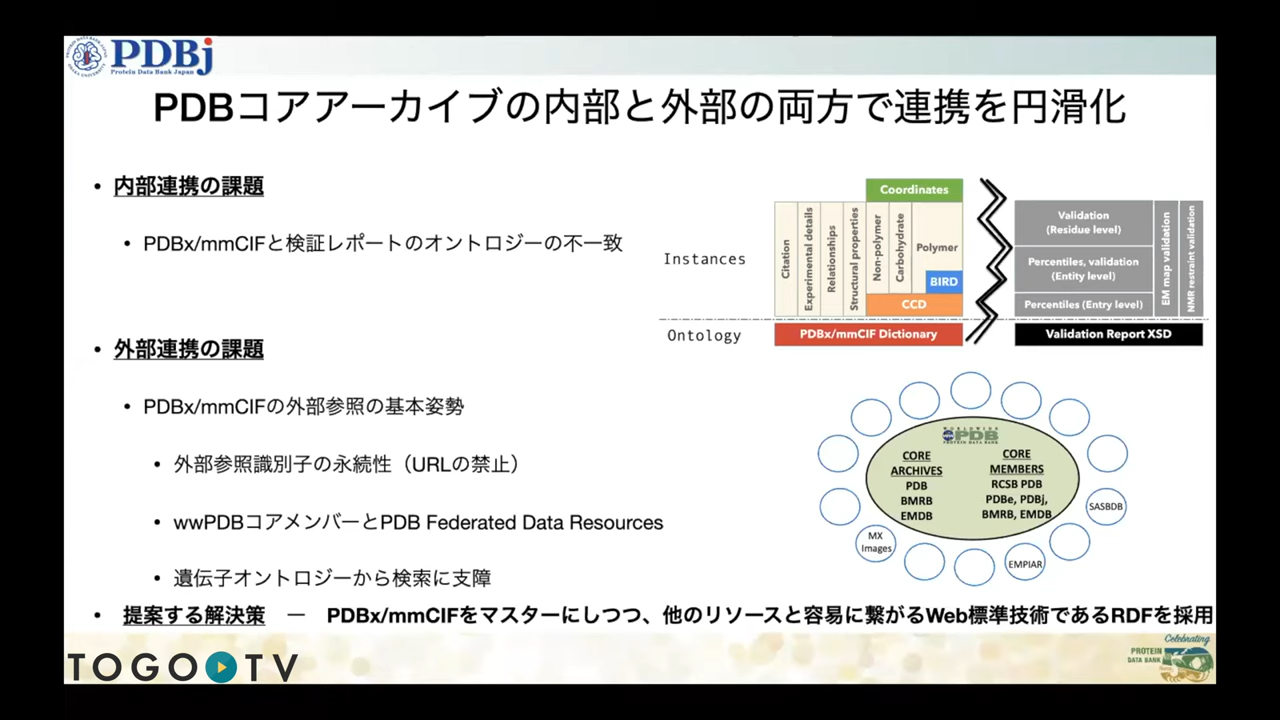 PDBj
Protein Data Bank Japan
PDBコアアーカイブの内部と外部の両方で連携を円滑化
• 内部連携の課題
• PDBx/mmCIFと検証レポートのオントロジーの不一致
• 外部連携の課題
• PDBx/mmCIFの外部参照の基本姿勢
• 外部参照識別子の永続性（URLの禁止）
• wwPDBコアメンバーとPDB Federated Data Resources
• 遺伝子オントロジーから検索に支障
• 提案する解決策 — PDBx/mmCIFをマスターにしつつ、他のリソースと容易に繋がるWeb標準技術であるRDFを採用
Instances
Ontology
Coordinates
Citation
Experimental details
Relationships
Structural properties
Non-polymer
Carbohydrate
Polymer
BIRD
CCD
PDBx/mmCIF Dictionary
Validation
(Residue level)
Percentiles, validation
(Entity level)
Percentiles (Entry level)
EM map validation
NMR restraint validation
Validation Report XSD
WORLDWIDE
PDB
PROTEIN DATA BANK
CORE
ARCHIVES
PDB
BMRB
EMDB
CORE
MEMBERS
RCSB PDB
PDBe, PDBj,
BMRB, EMDB
SASBDB
MX
Images
EMPIAR
TOGO TV
Celebrating
PROTEIN
DATA BANK